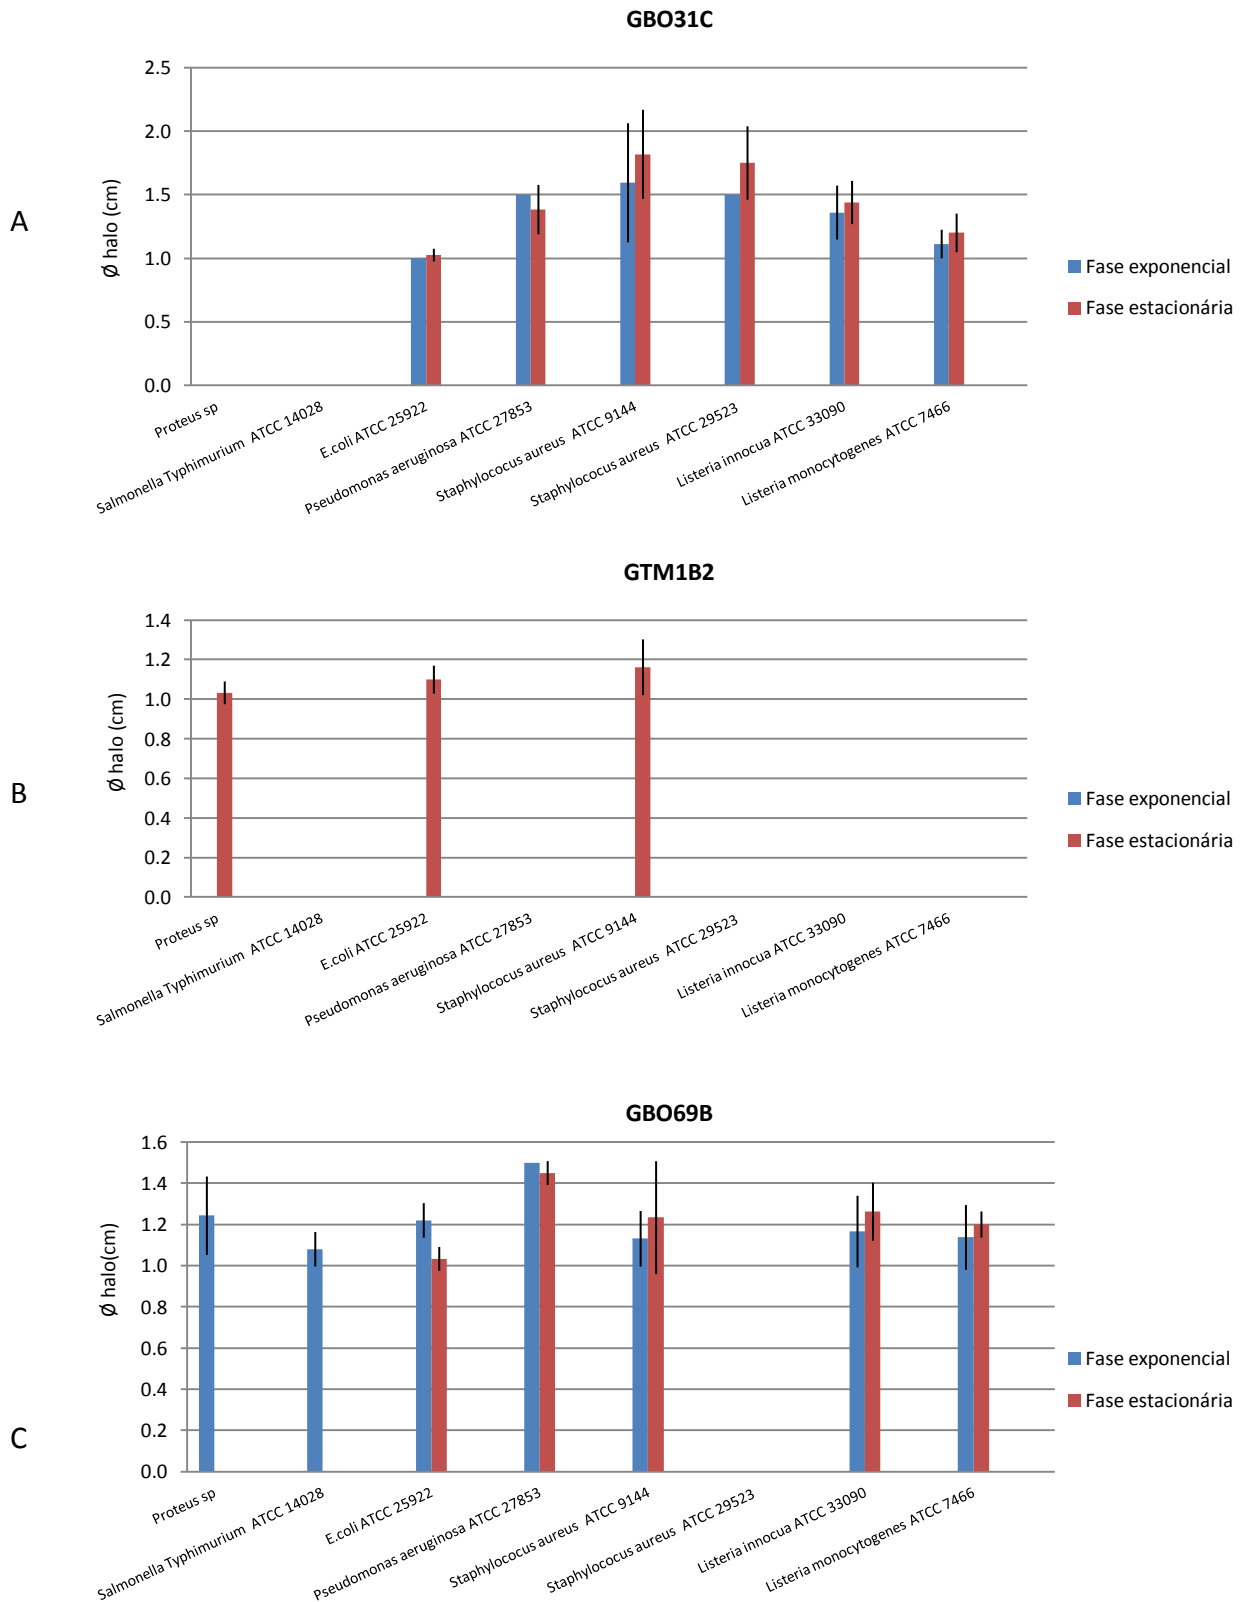 GBO31C
2.5
2.0
1.5
1.0
0.5
0.0
Ø halo (cm)
A
Fase exponencial
Fase estacionária
Proteus sp
Salmonella Typhimurium ATCC 14028
E.coli ATCC 25922
Pseudomonas aeruginosa ATCC 27853
Staphylococus aureus ATCC 9144
Staphylococus aureus ATCC 29523
Listeria innocua ATCC 33090
Listeria monocytogenes ATCC 7466
GTM1B2
1.4
1.2
1.0
0.8
0.6
0.4
0.2
0.0
Ø halo (cm)
B
Fase exponencial
Fase estacionária
Proteus sp
Salmonella Typhimurium ATCC 14028
E.coli ATCC 25922
Pseudomonas aeruginosa ATCC 27853
Staphylococus aureus ATCC 9144
Staphylococus aureus ATCC 29523
Listeria innocua ATCC 33090
Listeria monocytogenes ATCC 7466
GBO69B
1.6
1.4
1.2
1.0
0.8
0.6
0.4
0.2
0.0
Ø halo(cm)
C
Fase exponencial
Fase estacionária
Proteus sp
Salmonella Typhimurium ATCC 14028
E.coli ATCC 25922
Pseudomonas aeruginosa ATCC 27853
Staphylococus aureus ATCC 9144
Staphylococus aureus ATCC 29523
Listeria innocua ATCC 33090
Listeria monocytogenes ATCC 7466